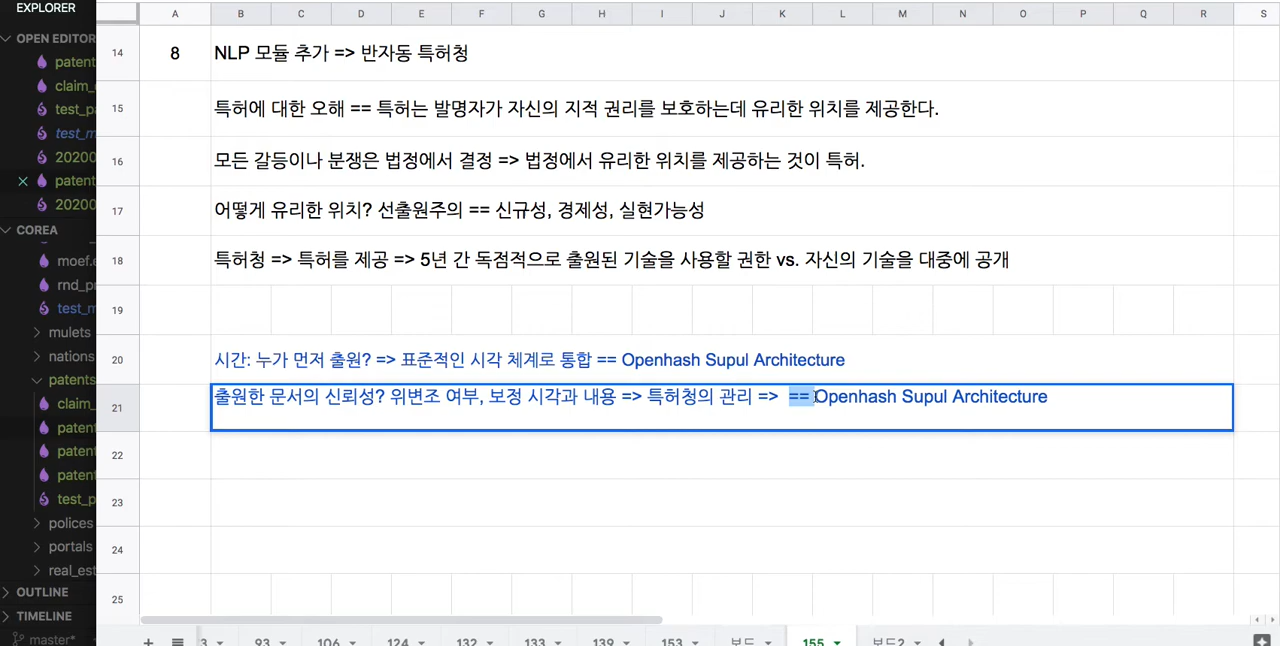 EXPLORER
A B C D E F G H I J K L M N O P Q R S
OPEN EDITOR
14 8 NLP 모듈 추가 => 반자동 특허청
patent
claim_
15 특허에 대한 오해 == 특허는 발명자가 자신의 지적 권리를 보호하는데 유리한 위치를 제공한다.
test_pa
test_m
20200
16 모든 갈등이나 분쟁은 법정에서 결정 => 법정에서 유리한 위치를 제공하는 것이 특허.
patent
20200
17 어떻게 유리한 위치? 선출원주의 == 신규성, 경제성, 실현가능성
COREA
18 특허청 => 특허를 제공 => 5년 간 독점적으로 출원된 기술을 사용할 권한 vs. 자신의 기술을 대중에 공개
moef.e
rnd_pr
19
test_m
mulets
nations
20 시간: 누가 먼저 출원? => 표준적인 시각 체계로 통합 == Openhash Supul Architecture
patents
claim_
21 출원한 문서의 신뢰성? 위변조 여부, 보정 시각과 내용 => 특허청의 관리 => == Openhash Supul Architecture
patent
patent
22
patent
test_p
23
polices
portals
24
real_est
OUTLINE
25
TIMELINE
master*
+ 3 93 106 124 132 133 139 153 보드 155 보드2